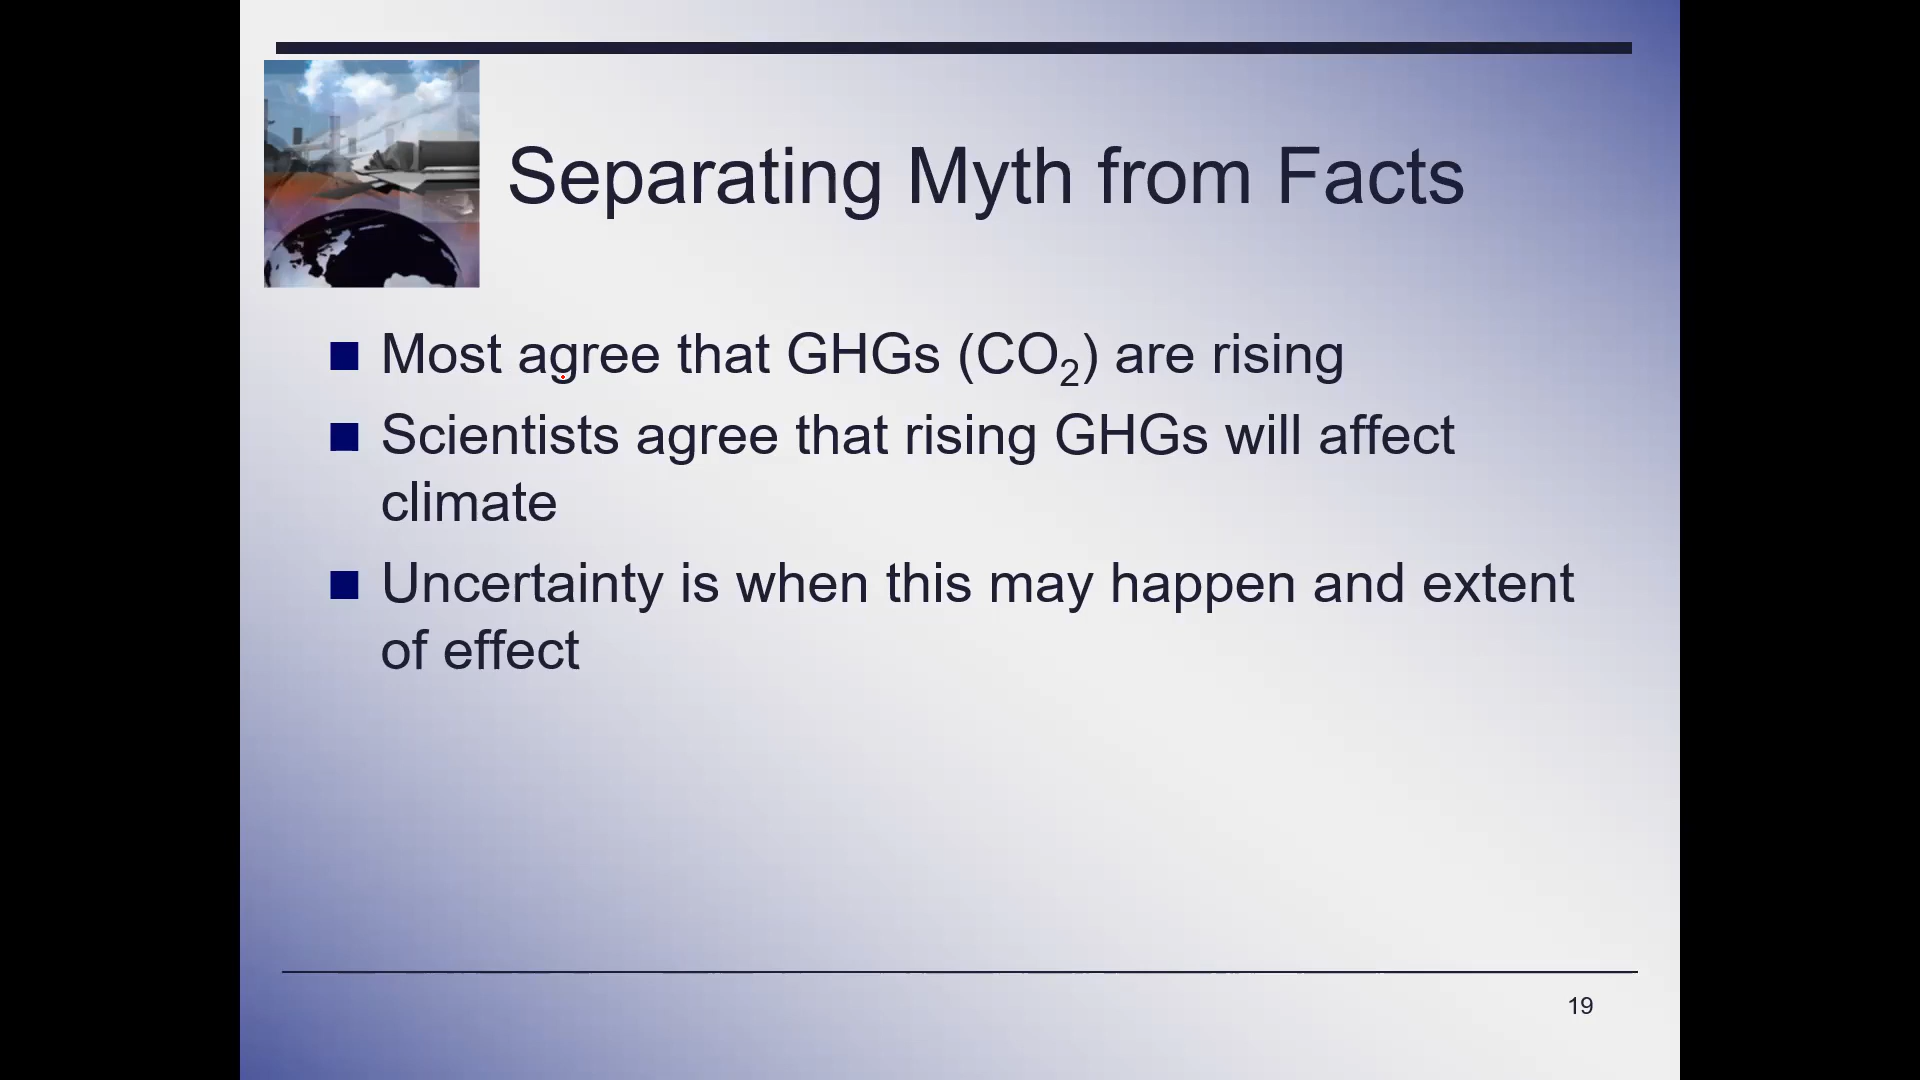 Separating Myth from Facts
■ Most agree that GHGs (CO₂) are rising
■ Scientists agree that rising GHGs will affect
climate
■ Uncertainty is when this may happen and extent
of effect
19